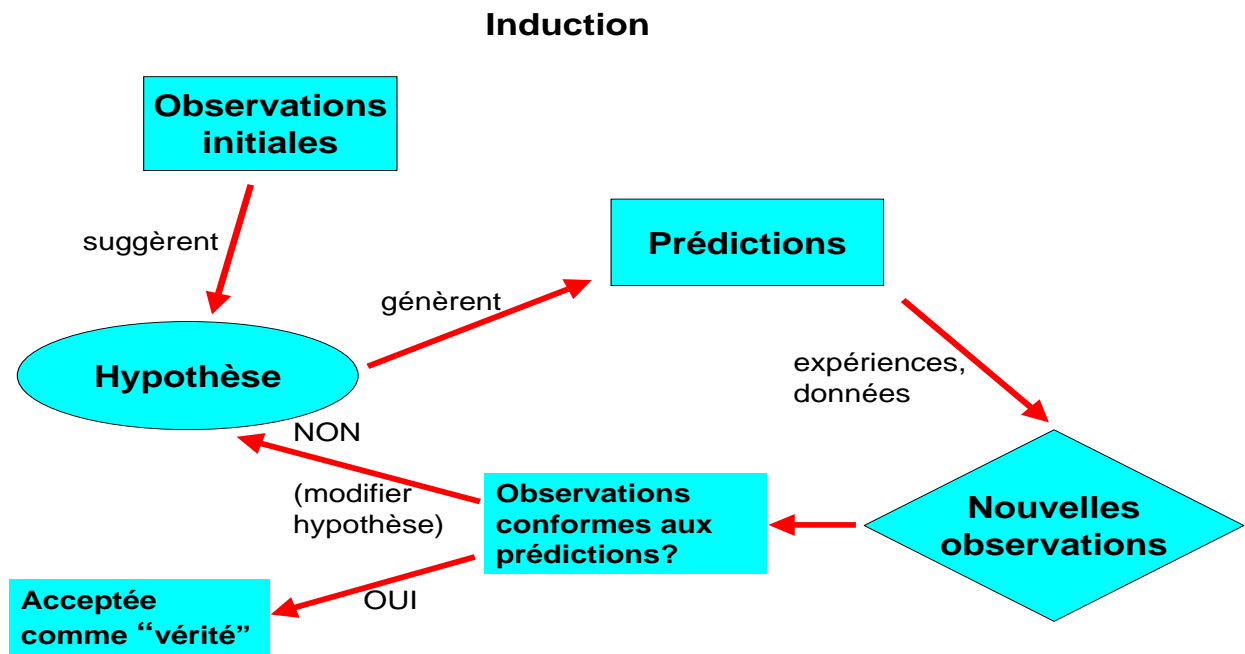 Induction
Observations
initiales
suggèrent
Prédictions
génèrent
Hypothèse
expériences,
données
NON
(modifier
hypothèse)
Observations
conformes aux
prédictions?
Nouvelles
observations
OUI
Acceptée
comme “vérité”